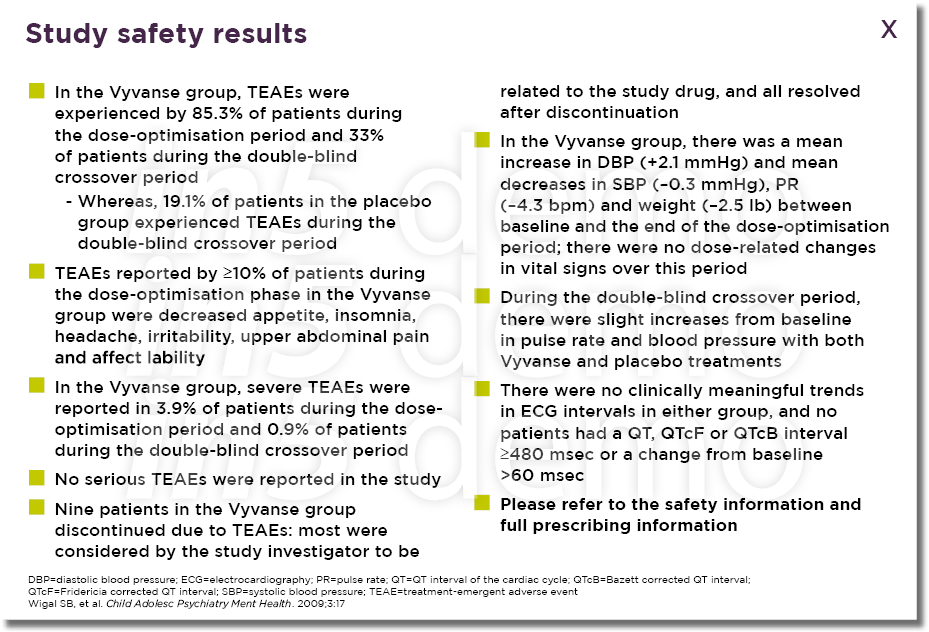 Study safety results
X
In the Vyvanse group, TEAEs were
experienced by 85.3% of patients during
the dose-optimisation period and 33%
of patients during the double-blind
crossover period
- Whereas, 19.1% of patients in the placebo
group experienced TEAEs during the
double-blind crossover period
TEAEs reported by ≥10% of patients during
the dose-optimisation phase in the Vyvanse
group were decreased appetite, insomnia,
headache, irritability, upper abdominal pain
and affect lability
In the Vyvanse group, severe TEAEs were
reported in 3.9% of patients during the dose-
optimisation period and 0.9% of patients
during the double-blind crossover period
No serious TEAEs were reported in the study
Nine patients in the Vyvanse group
discontinued due to TEAEs: most were
considered by the study investigator to be
related to the study drug, and all resolved
after discontinuation
In the Vyvanse group, there was a mean
increase in DBP (+2.1 mmHg) and mean
decreases in SBP (–0.3 mmHg), PR
(–4.3 bpm) and weight (–2.5 lb) between
baseline and the end of the dose-optimisation
period; there were no dose-related changes
in vital signs over this period
During the double-blind crossover period,
there were slight increases from baseline
in pulse rate and blood pressure with both
Vyvanse and placebo treatments
There were no clinically meaningful trends
in ECG intervals in either group, and no
patients had a QT, QTcF or QTcB interval
≥480 msec or a change from baseline
>60 msec
Please refer to the safety information and
full prescribing information
DBP=diastolic blood pressure; ECG=electrocardiography; PR=pulse rate; QT=QT interval of the cardiac cycle; QTcB=Bazett corrected QT interval;
QTcF=Fridericia corrected QT interval; SBP=systolic blood pressure; TEAE=treatment-emergent adverse event
Wigal SB, et al. Child Adolesc Psychiatry Ment Health. 2009;3:17
in5 demo
in5 demo
in5 demo